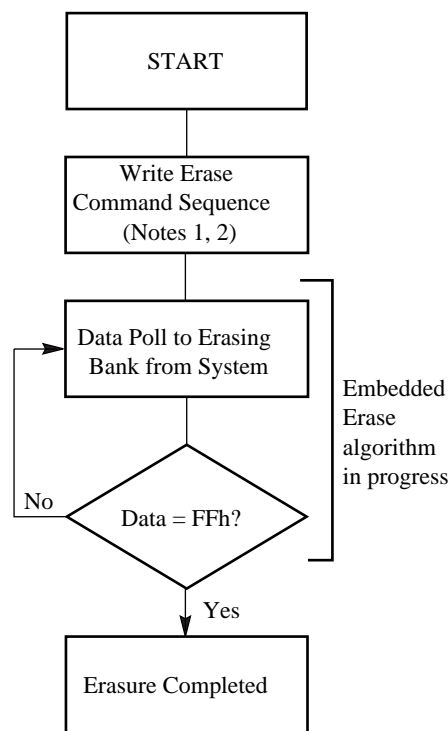 START
Write Erase
Command Sequence
(Notes 1, 2)
Data Poll to Erasing
Bank from System
Embedded
Erase
algorithm
in progress
Data = FFh?
No
Yes
Erasure Completed